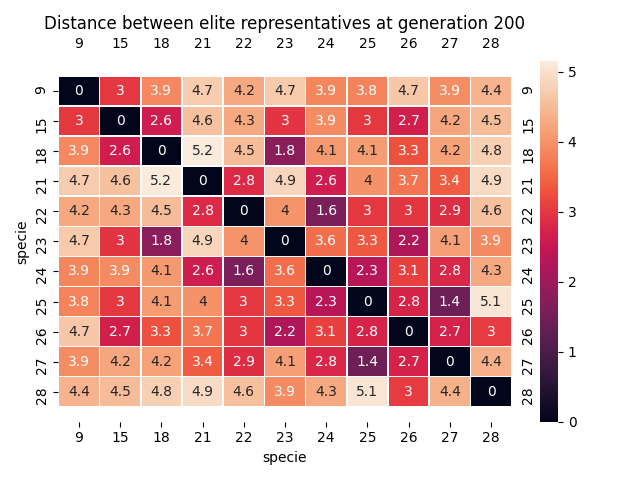 Distance between elite representatives at generation 200
9 15 18 21 22 23 24 25 26 27 28
9 0 3 3.9 4.7 4.2 4.7 3.9 3.8 4.7 3.9 4.4 9
15 3 0 2.6 4.6 4.3 3 3.9 3 2.7 4.2 4.5 15
18 3.9 2.6 0 5.2 4.5 1.8 4.1 4.1 3.3 4.2 4.8 18
21 4.7 4.6 5.2 0 2.8 4.9 2.6 4 3.7 3.4 4.9 21
22 4.2 4.3 4.5 2.8 0 4 1.6 3 3 2.9 4.6 22
23 4.7 3 1.8 4.9 4 0 3.6 3.3 2.2 4.1 3.9 23
24 3.9 3.9 4.1 2.6 1.6 3.6 0 2.3 3.1 2.8 4.3 24
25 3.8 3 4.1 4 3 3.3 2.3 0 2.8 1.4 5.1 25
26 4.7 2.7 3.3 3.7 3 2.2 3.1 2.8 0 2.7 3 26
27 3.9 4.2 4.2 3.4 2.9 4.1 2.8 1.4 2.7 0 4.4 27
28 4.4 4.5 4.8 4.9 4.6 3.9 4.3 5.1 3 4.4 0 28
9 15 18 21 22 23 24 25 26 27 28
specie
specie
5
4
3
2
1
0